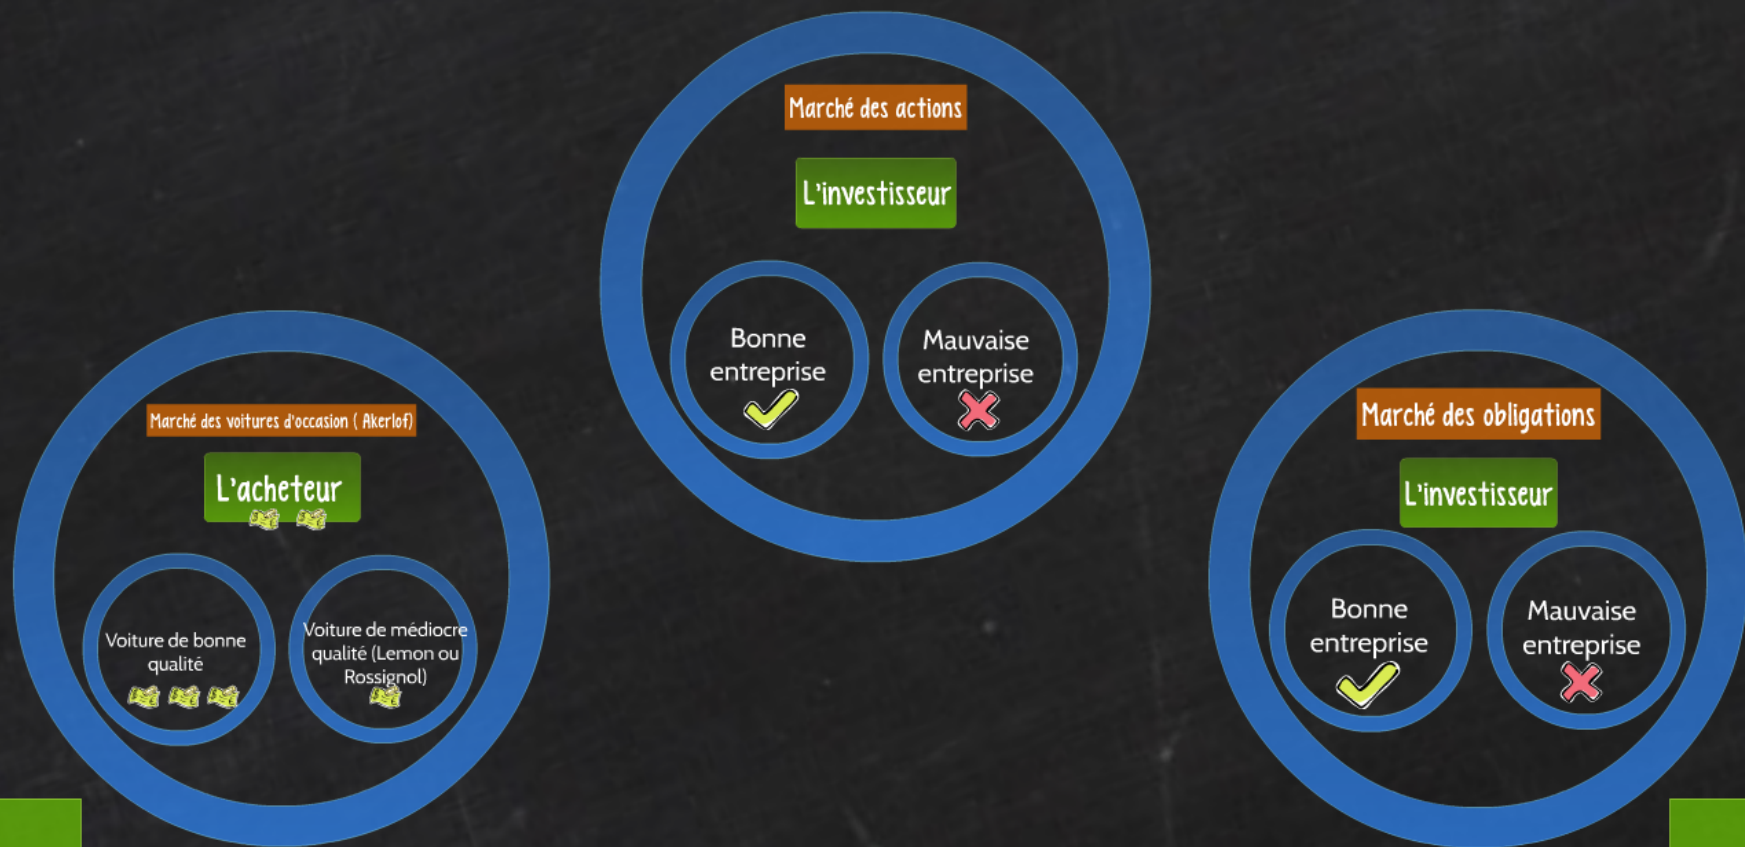 Marché des actions
L'investisseur
Bonne
entreprise
Mauvaise
entreprise
Marché des voitures d'occasion ( Akerlof)
L'acheteur
Voiture de bonne
qualité
Voiture de médiocre
qualité (Lemon ou
Rossignol)
Marché des obligations
L'investisseur
Bonne
entreprise
Mauvaise
entreprise